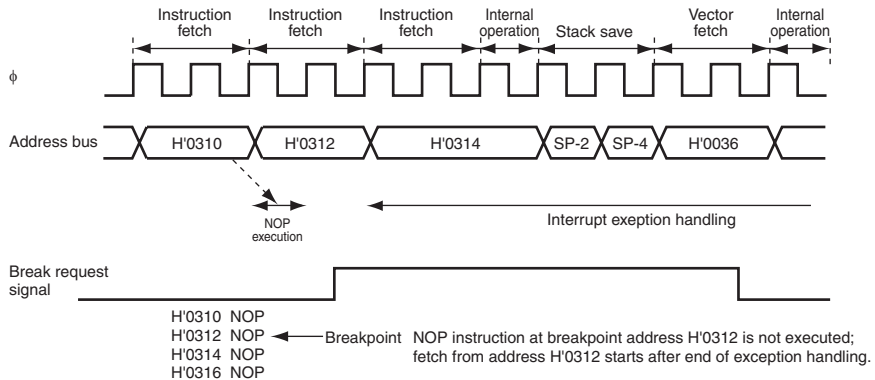 Instruction fetch
Instruction fetch
Instruction fetch
Internal operation
Stack save
Vector fetch
Internal operation
φ
Address bus
H'0310
H'0312
H'0314
SP-2
SP-4
H'0036
NOP execution
Interrupt exeption handling
Break request signal
H'0310 NOP
H'0312 NOP
H'0314 NOP
H'0316 NOP
Breakpoint
NOP instruction at breakpoint address H'0312 is not executed;
fetch from address H'0312 starts after end of exception handling.